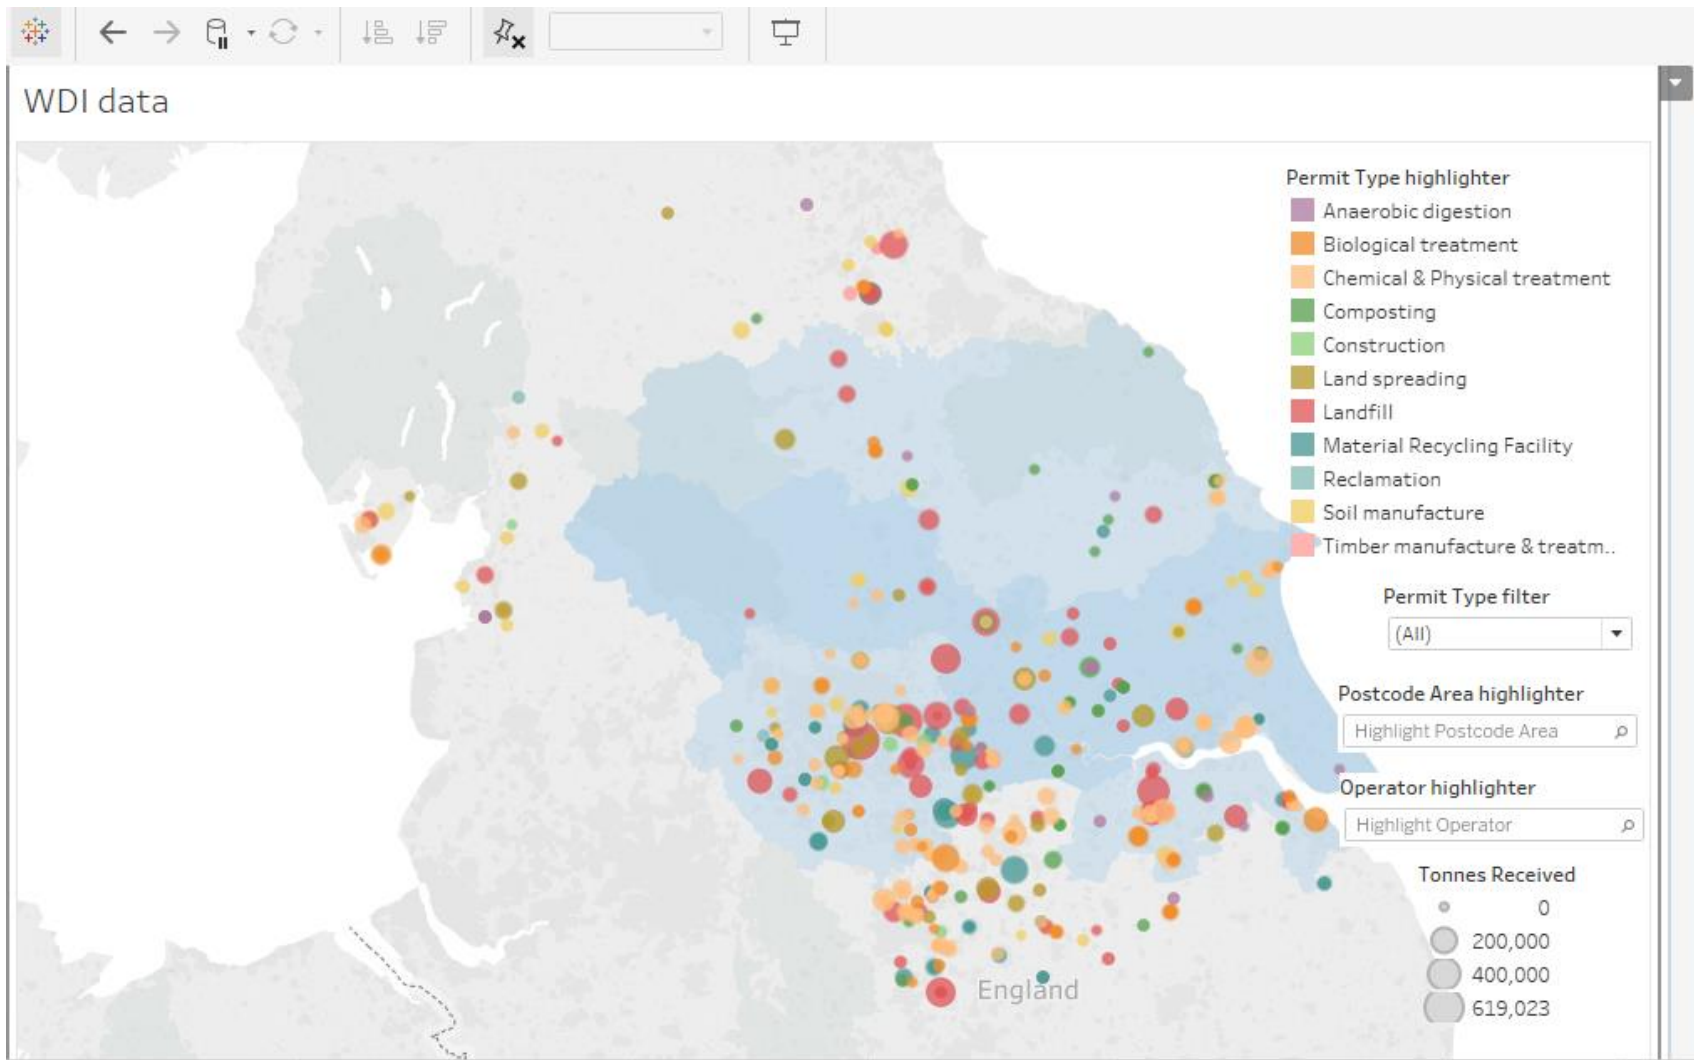 WDI data
Permit Type highlighter
Anaerobic digestion
Biological treatment
Chemical & Physical treatment
Composting
Construction
Land spreading
Landfill
Material Recycling Facility
Reclamation
Soil manufacture
Timber manufacture & treatm..
Permit Type filter
(All)
Postcode Area highlighter
Highlight Postcode Area
Operator highlighter
Highlight Operator
Tonnes Received
0
200,000
400,000
619,023
England